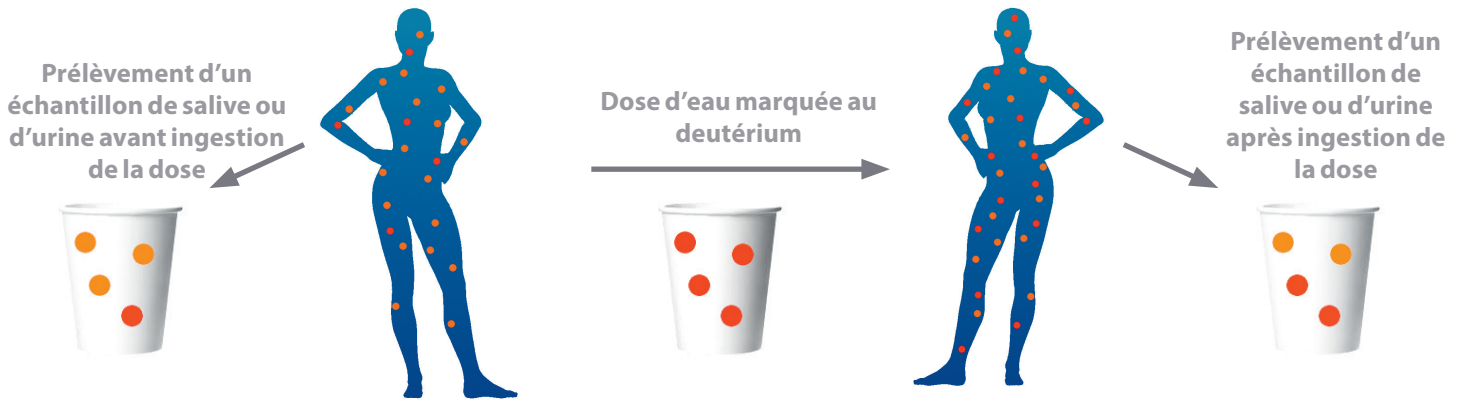 Prélèvement d’un
échantillon de salive ou
d’urine avant ingestion
de la dose
Dose d’eau marquée au
deutérium
Prélèvement d’un
échantillon de
salive ou d’urine
après ingestion de
la dose